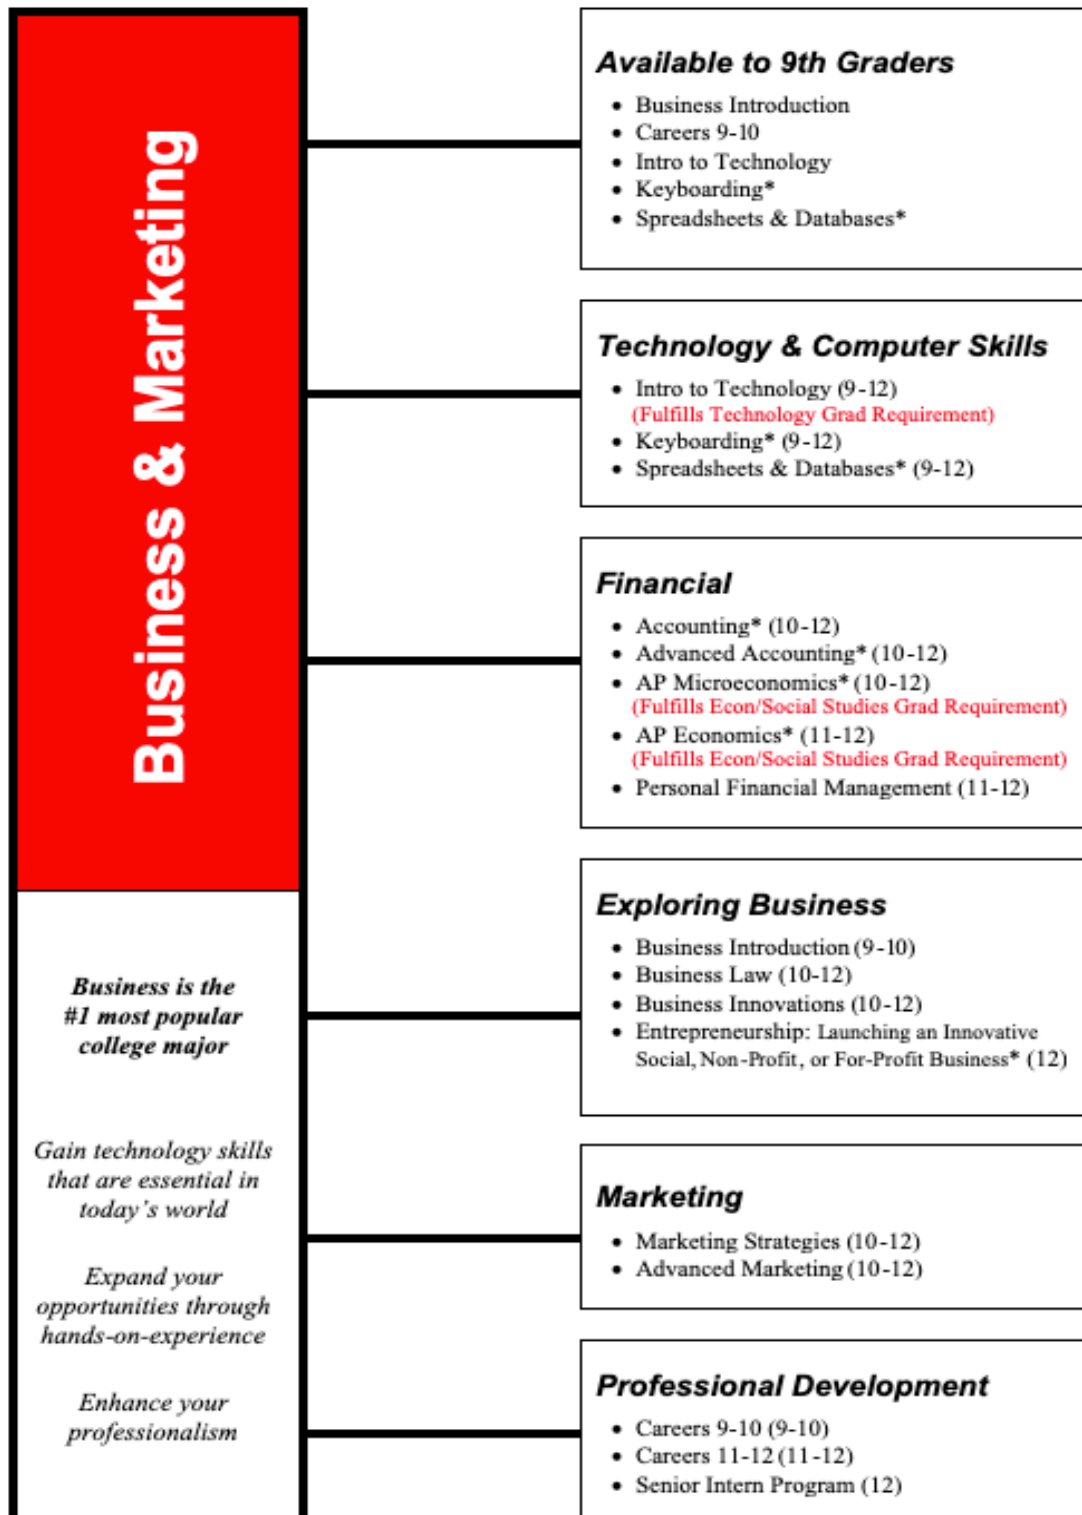 Business & Marketing
Business is the
#1 most popular
college major
Gain technology skills
that are essential in
today's world
Expand your
opportunities through
hands-on-experience
Enhance your
professionalism
Available to 9th Graders
• Business Introduction
• Careers 9-10
• Intro to Technology
• Keyboarding*
• Spreadsheets & Databases*
Technology & Computer Skills
• Intro to Technology (9-12)
(Fulfills Technology Grad Requirement)
• Keyboarding* (9-12)
• Spreadsheets & Databases* (9-12)
Financial
• Accounting* (10-12)
• Advanced Accounting* (10-12)
• AP Microeconomics* (10-12)
(Fulfills Econ/Social Studies Grad Requirement)
• AP Economics* (11-12)
(Fulfills Econ/Social Studies Grad Requirement)
• Personal Financial Management (11-12)
Exploring Business
• Business Introduction (9-10)
• Business Law (10-12)
• Business Innovations (10-12)
• Entrepreneurship: Launching an Innovative
Social, Non-Profit, or For-Profit Business* (12)
Marketing
• Marketing Strategies (10-12)
• Advanced Marketing (10-12)
Professional Development
• Careers 9-10 (9-10)
• Careers 11-12 (11-12)
• Senior Intern Program (12)